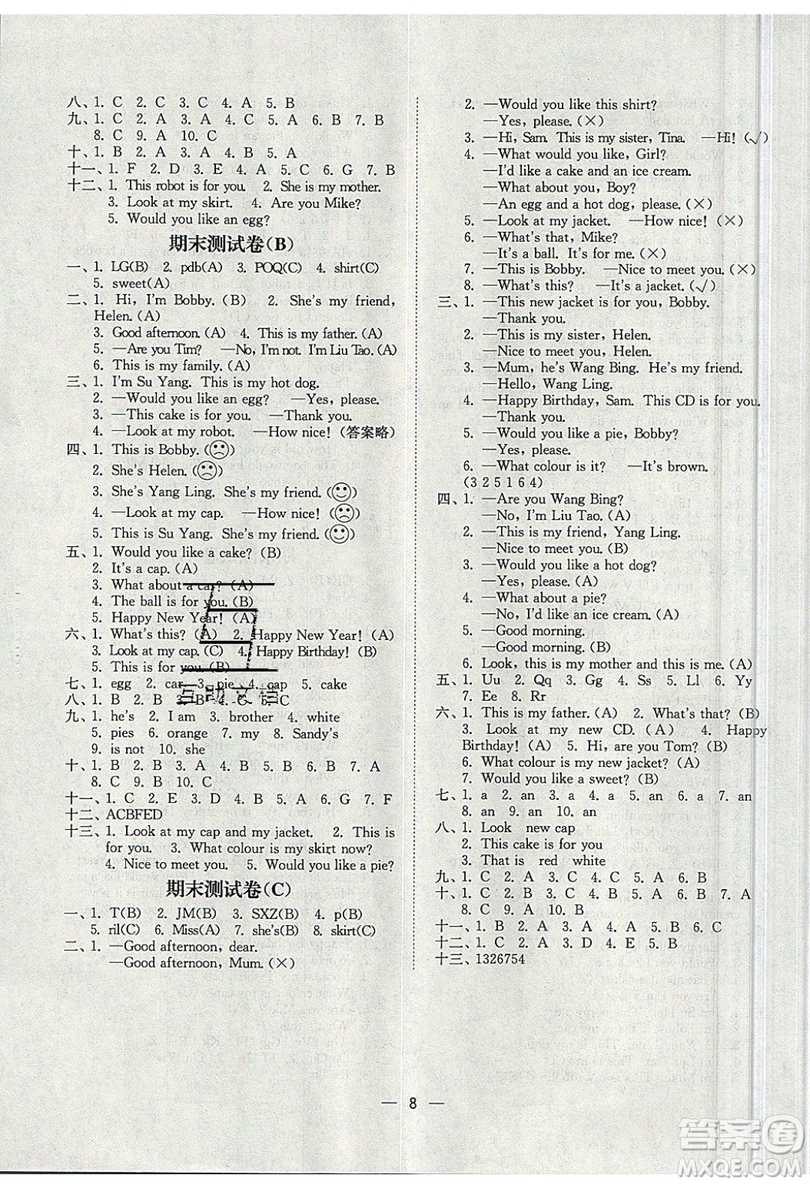 八、1. C 2. C 3. C 4. A 5. B
九、1. C 2. A 3. A 4. C 5. A 6. B 7. B
8. C 9. A 10. C
十、1. B 2. A 3. A 4. B 5. A
十一、1. F 2. D 3. E 4. A 5. C 6. G 7. B
十二、1. This robot is for you. 2. She is my mother.
3. Look at my skirt. 4. Are you Mike?
5. Would you like an egg?
期末测试卷(B)
一、1. LG(B) 2. pdb(A) 3. POQ(C) 4. shirt(C)
5. sweet(A)
二、1. Hi, I'm Bobby. (B) 2. She's my friend,
Helen. (A)
3. Good afternoon. (A) 4. This is my father. (A)
5. —Are you Tim? —No, I'm not. I'm Liu Tao. (A)
6. This is my family. (A)
三、1. I'm Su Yang. This is my hot dog.
2. —Would you like an egg? —Yes, please.
3. —This cake is for you. —Thank you.
4. —Look at my robot. —How nice! (答案略)
四、1. This is Bobby. (☹)
2. She's Helen. (☹)
3. She's Yang Ling. She's my friend. (☺)
4. —Look at my cap. —How nice! (☹)
5. This is Su Yang. She's my friend. (☺)
五、1. Would you like a cake? (B)
2. It's a cap. (A)
3. What about a cap? (A)
4. The ball is for you. (B)
5. Happy New Year! (A)
六、1. What's this? (A) 2. Happy New Year! (A)
3. Look at my cap. (C) 4. Happy Birthday! (A)
5. This is for you. (B)
七、1. egg 2. car 3. pie 4. cap 5. cake
八、1. B 2. B 3. B 4. C 5. C
九、1. he's 2. I am 3. brother 4. white
5. pies 6. orange 7. my 8. Sandy's
9. is not 10. she
十、1. B 2. B 3. A 4. C 5. B 6. B 7. A
8. C 9. B 10. A
十一、1. C 2. E 3. D 4. B 5. A 6. G 7. F
十二、ACBFED
十三、1. Look at my cap and my jacket. 2. This is
for you. 3. What colour is my skirt now?
4. Nice to meet you. 5. Would you like a pie?
期末测试卷(C)
一、1. T(B) 2. JM(B) 3. SXZ(B) 4. p(B)
5. ril(C) 6. Miss(A) 7. she's(B) 8. skirt(C)
二、1. —Good afternoon, dear.
—Good afternoon, Mum. (×)
2. —Would you like this shirt?
—Yes, please. (×)
3. —Hi, Sam. This is my sister, Tina. —Hi! (√)
4. —What would you like, Girl?
—I'd like a cake and an ice cream.
—What about you, Boy?
—An egg and a hot dog, please. (×)
5. —Look at my jacket. —How nice! (×)
6. —What's that, Mike?
—It's a ball. It's for you. (×)
7. —This is Bobby. —Nice to meet you. (×)
8. —What's this? —It's a jacket. (√)
三、1. —This new jacket is for you, Bobby.
—Thank you.
2. —This is my sister, Helen.
—Nice to meet you.
3. —Mum, he's Wang Bing. He's my friend.
—Hello, Wang Ling.
4. —Happy Birthday, Sam. This CD is for you.
—Thank you.
5. —Would you like a pie, Bobby?
—Yes, please.
6. —What colour is it? —It's brown.
(3 2 5 1 6 4)
四、1. —Are you Wang Bing?
—No, I'm Liu Tao. (A)
2. —This is my friend, Yang Ling.
—Nice to meet you. (B)
3. —Would you like a hot dog?
—Yes, please. (A)
4. —What about a pie?
—No, I'd like an ice cream. (A)
5. —Good morning.
—Good morning. (B)
6. Look, this is my mother and this is me. (A)
五、1. Uu 2. Qq 3. Gg 4. Ss 5. Ll 6. Yy
7. Ee 8. Rr
六、1. This is my father. (A) 2. What's that? (B)
3. Look at my new CD. (A) 4. Happy
Birthday! (A) 5. Hi, are you Tom? (B)
6. What colour is my new jacket? (A)
7. Would you like a sweet? (B)
七、1. a 2. an 3. a 4. a 5. an 6. a 7. an
8. an 9. an 10. an
八、1. Look new cap
2. This cake is for you
3. That is red white
九、1. C 2. A 3. C 4. C 5. B
十、1. B 2. A 3. C 4. A 5. B 6. C 7. A
8. C 9. A 10. B
十一、1. B 2. C 3. A 4. A 5. B 6. C
十二、1. C 2. A 3. D 4. E 5. B
十三、1326754
— 8 —
答案圈
MXQE.COM